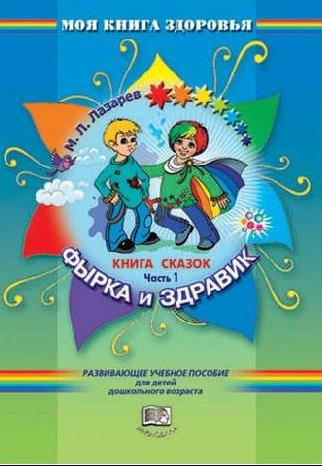 МОЯ КНИГА ЗДОРОВЬЯ
М. Л. Лазарев
КНИГА СКАЗОК
Часть 1
ФЫРКА И ЗДРАВИК
РАЗВИВАЮЩЕЕ УЧЕБНОЕ ПОСОБИЕ
для детей
дошкольного возраста